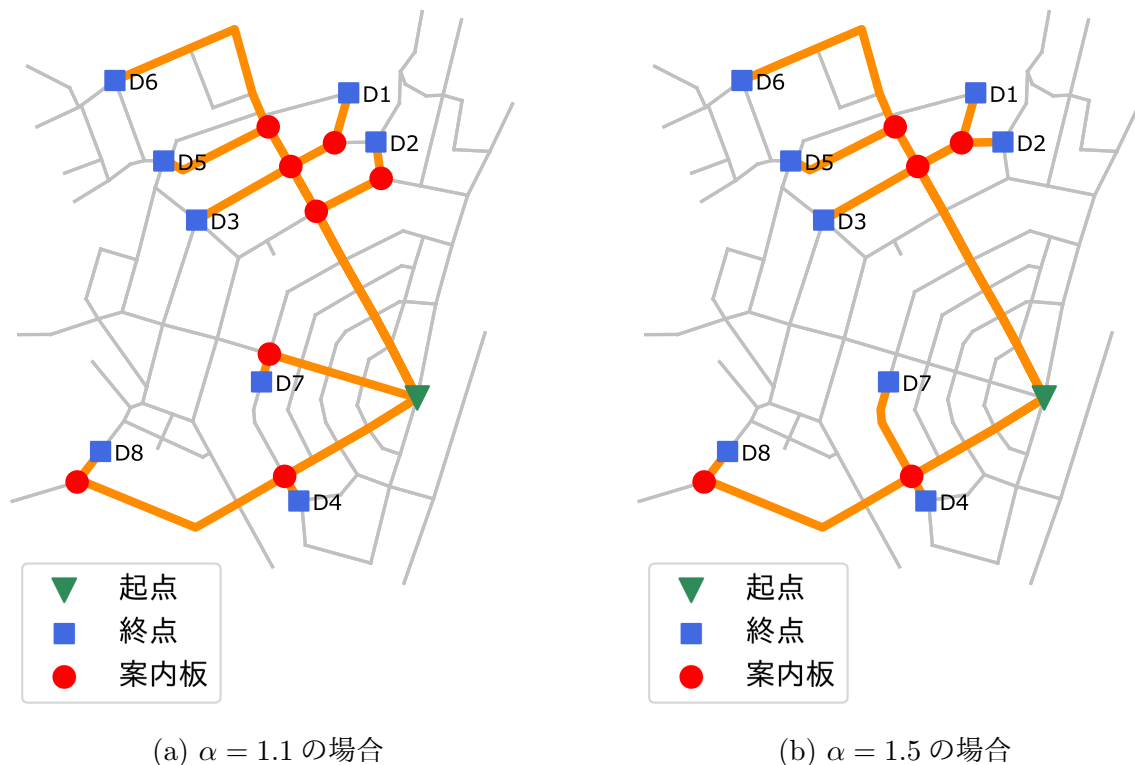 D6
D1
D2
D5
D3
D7
D8
D4
起点
終点
案内板
(a) α = 1.1 の場合
D6
D1
D2
D5
D3
D7
D8
D4
起点
終点
案内板
(b) α = 1.5 の場合